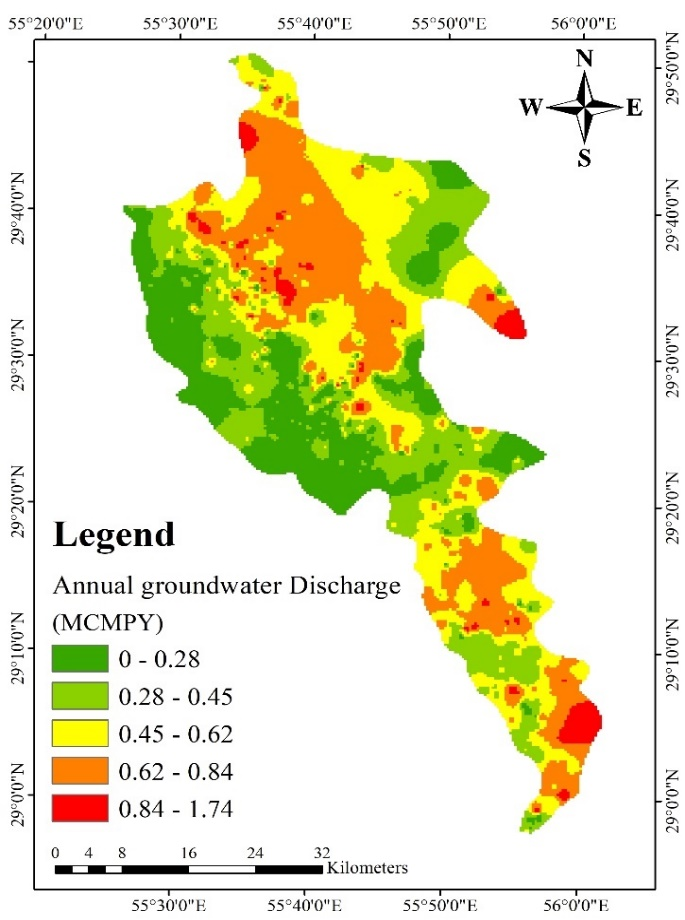 55°20'0"E 55°30'0"E 55°40'0"E 55°50'0"E 56°0'0"E
N
W E
S
29°40'0"N 29°40'0"N
29°30'0"N 29°30'0"N
29°20'0"N 29°20'0"N
Legend
Annual groundwater Discharge
(MCMPY)
29°10'0"N 29°10'0"N
0 - 0.28
0.28 - 0.45
0.45 - 0.62
0.62 - 0.84
29°0'0"N 29°0'0"N
0.84 - 1.74
0 4 8 16 24 32
Kilometers
55°30'0"E 55°40'0"E 55°50'0"E 56°0'0"E